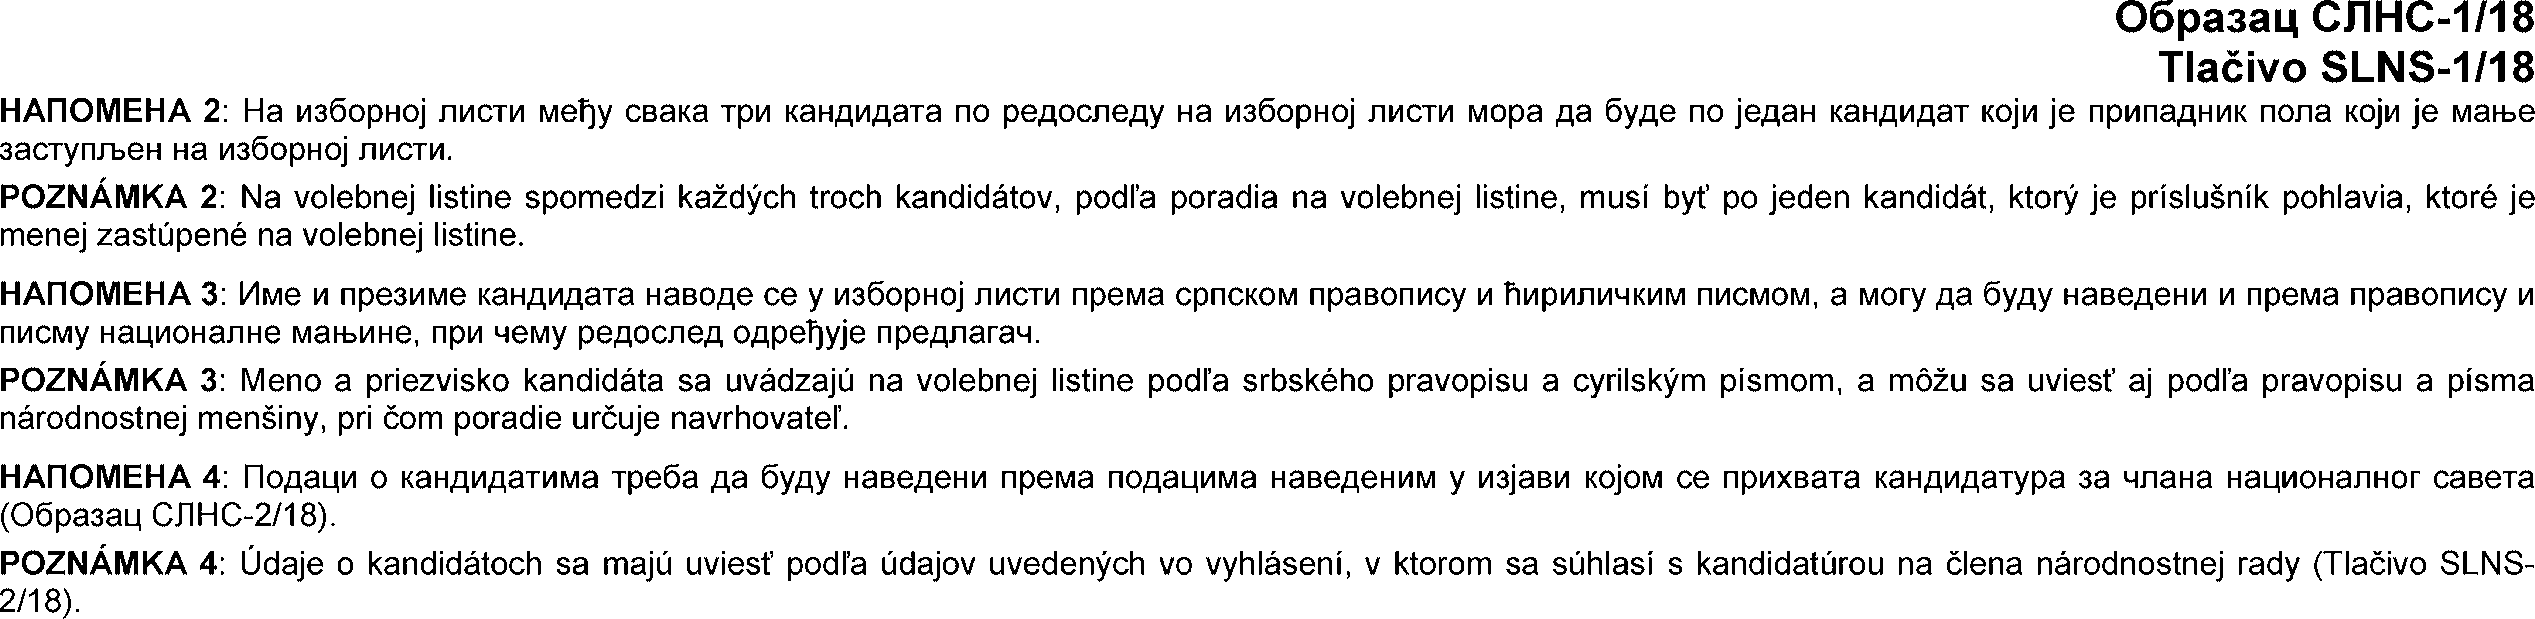 Образац СЛНС-1/18
Tlačivo SLNS-1/18
НАПОМЕНА 2: На изборној листи међу свака три кандидата по редоследу на изборној листи мора да буде по један кандидат који је припадник пола који је мање
заступљен на изборној листи.
POZNÁMKA 2: Na volebnej listine spomedzi každých troch kandidátov, podľa poradia na volebnej listine, musí byť po jeden kandidát, ktorý je príslušník pohlavia, ktoré je
menej zastúpené na volebnej listine.
НАПОМЕНА 3: Име и презиме кандидата наводе се у изборној листи према српском правопису и ћириличким писмом, а могу да буду наведени и према правопису и
писму националне мањине, при чему редослед одређује предлагач.
POZNÁMKA 3: Meno a priezvisko kandidáta sa uvádzajú na volebnej listine podľa srbského pravopisu a cyrilským písmom, a môžu sa uviesť aj podľa pravopisu a písma
národnostnej menšiny, pri čom poradie určuje navrhovateľ.
НАПОМЕНА 4: Подаци о кандидатима треба да буду наведени према подацима наведеним у изјави којом се прихвата кандидатура за члана националног савета
(Образац СЛНС-2/18).
POZNÁMKA 4: Údaje o kandidátoch sa majú uviesť podľa údajov uvedených vo vyhlásení, v ktorom sa súhlasí s kandidatúrou na člena národnostnej rady (Tlačivo SLNS-
2/18).